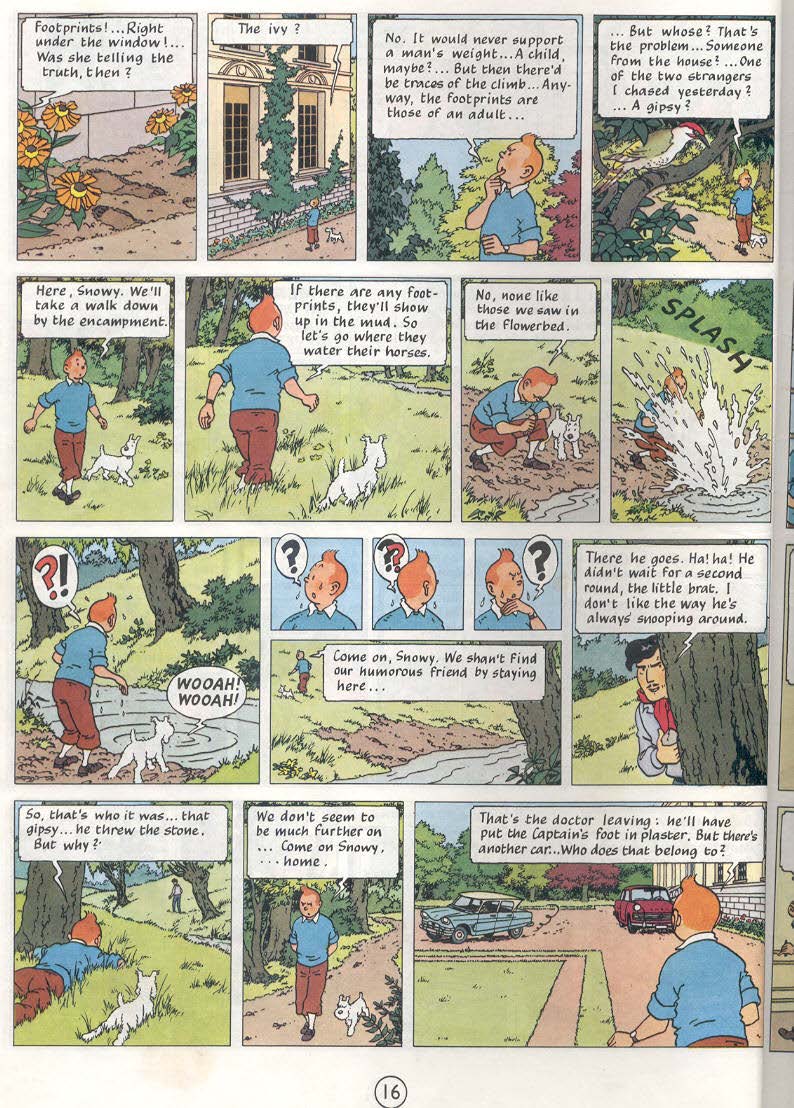 Footprints!...Right
under the window!...
Was she telling the
truth, then?
The ivy?
No. It would never support
a man's weight...A child,
maybe?... But then there'd
be traces of the climb...Any-
way, the footprints are
those of an adult...
... But whose? That's
the problem...Someone
from the house? ...One
of the two strangers
I chased yesterday?
... A gipsy?
Here, Snowy. We'll
take a walk down
by the encampment.
If there are any foot-
prints, they'll show
up in the mud. So
let's go where they
water their horses.
No, none like
those we saw in
the flowerbed.
SPLASH
?!
WOOAH!
WOOAH!
?
??
?
Come on, Snowy. We shan't find
our humorous friend by staying
here...
There he goes. Ha! ha! He
didn't wait for a second
round, the little brat. I
don't like the way he's
always snooping around.
So, that's who it was... that
gipsy... he threw the stone.
But why?
We don't seem to
be much further on
... Come on Snowy,
... home.
That's the doctor leaving: he'll have
put the Captain's foot in plaster. But there's
another car...Who does that belong to?
16